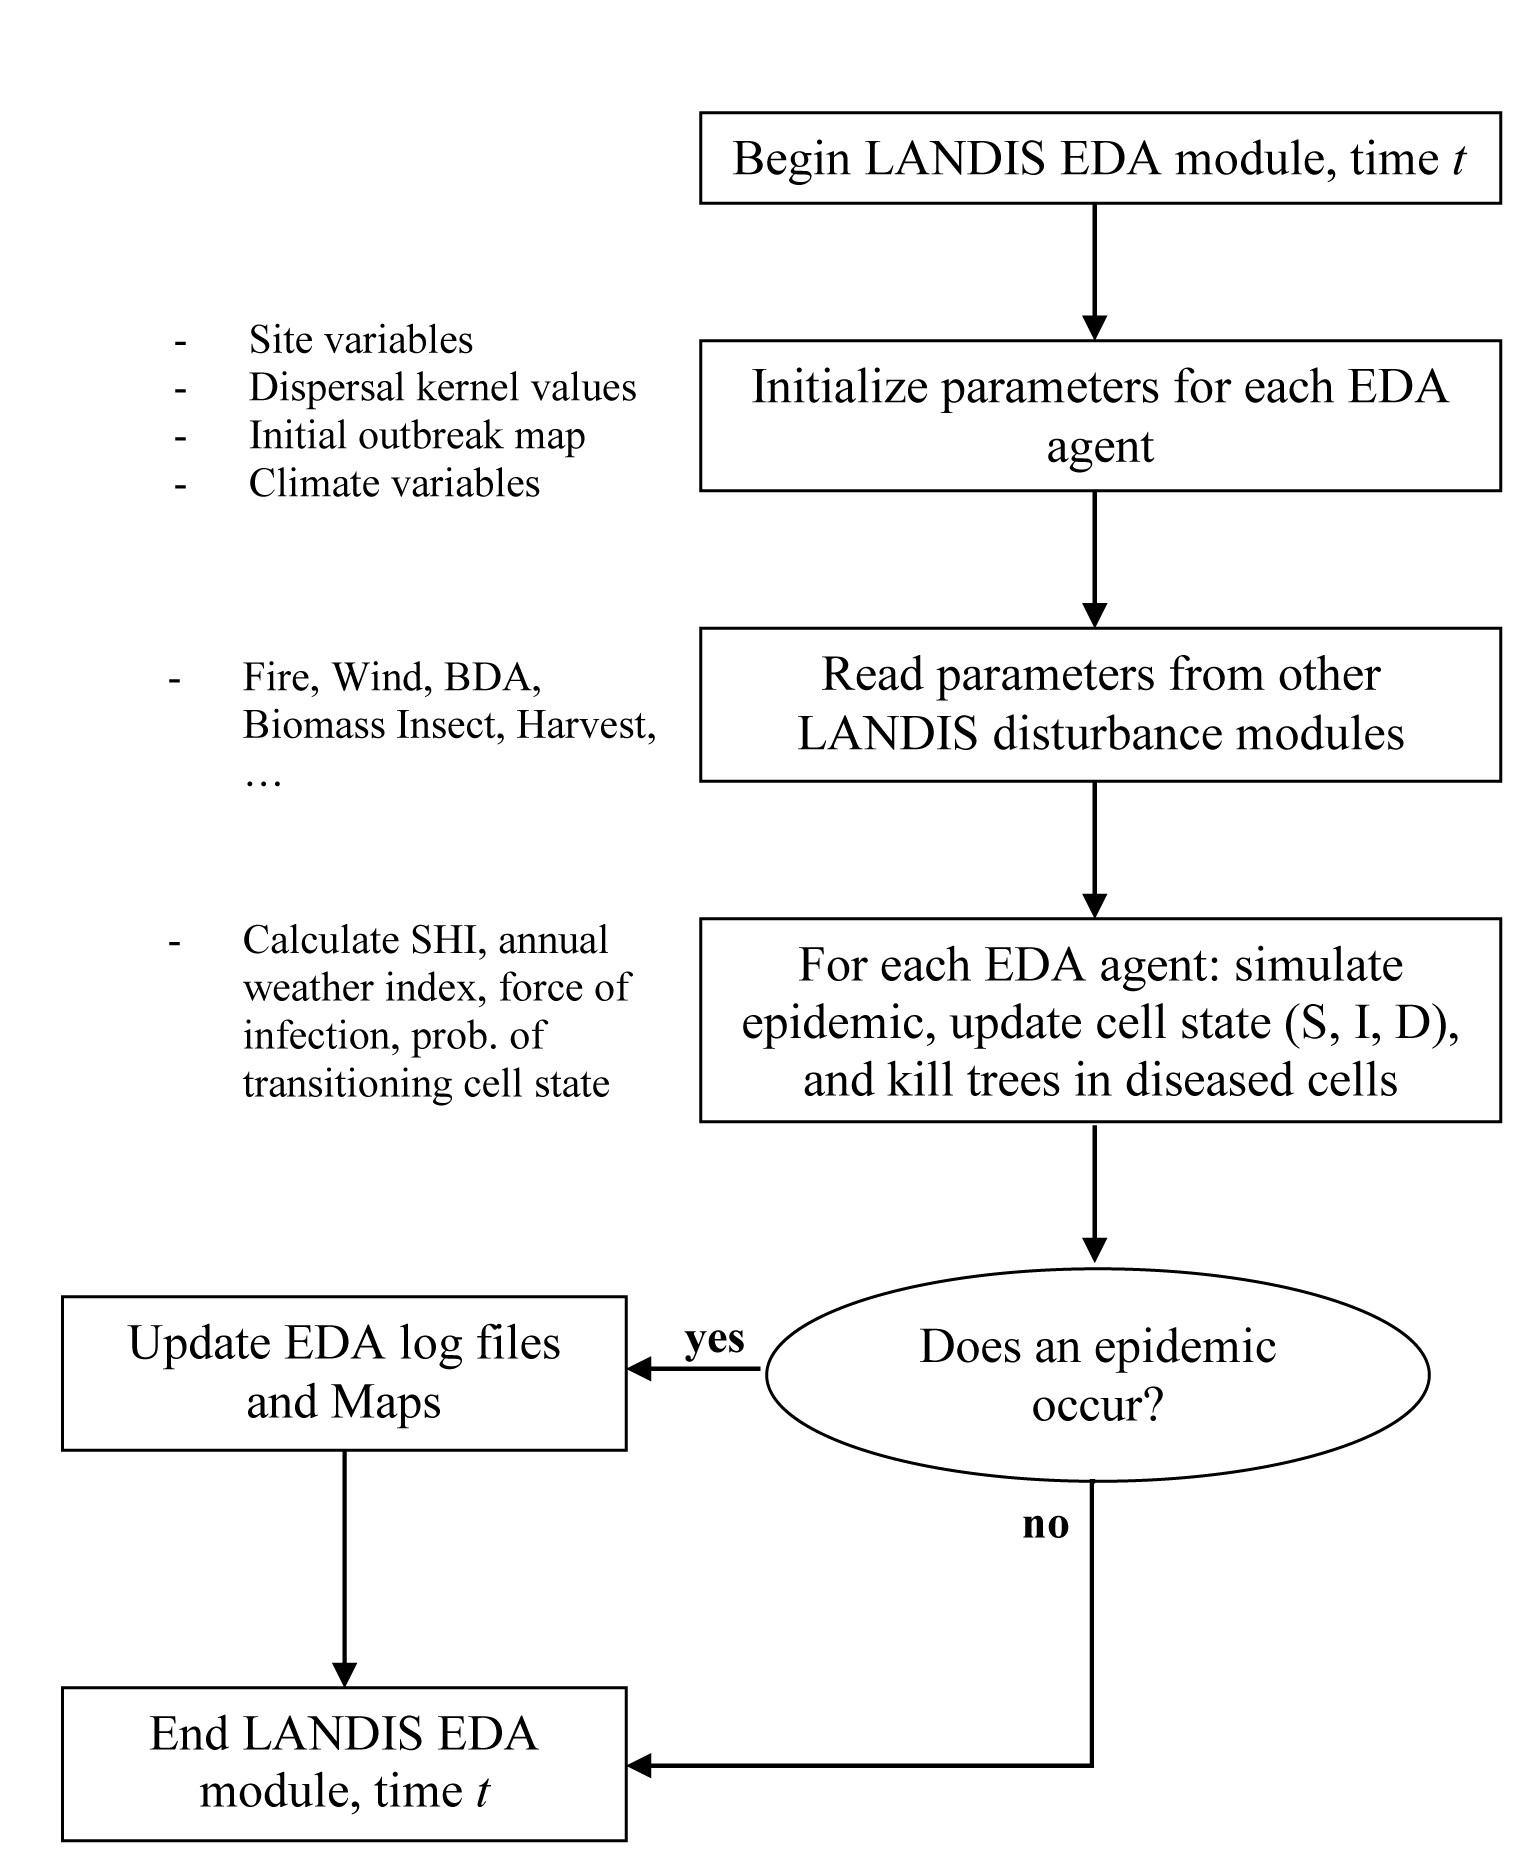 Begin LANDIS EDA module, time t
- Site variables
- Dispersal kernel values
- Initial outbreak map
- Climate variables
Initialize parameters for each EDA
agent
- Fire, Wind, BDA,
Biomass Insect, Harvest,
…
Read parameters from other
LANDIS disturbance modules
- Calculate SHI, annual
weather index, force of
infection, prob. of
transitioning cell state
For each EDA agent: simulate
epidemic, update cell state (S, I, D),
and kill trees in diseased cells
Does an epidemic
occur?
yes
Update EDA log files
and Maps
no
End LANDIS EDA
module, time t